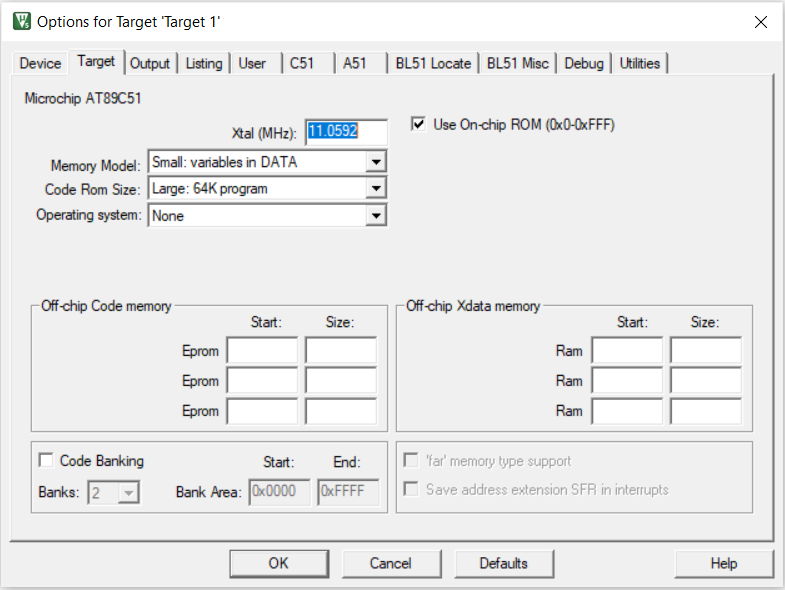 Options for Target 'Target 1'
Device Target Output Listing User C51 A51 BL51 Locate BL51 Misc Debug Utilities
Microchip AT89C51
Xtal (MHz): 11.0592
Use On-chip ROM (0x0-0xFFF)
Memory Model: Small: variables in DATA
Code Rom Size: Large: 64K program
Operating system: None
Off-chip Code memory
Start: Size:
Eprom
Eprom
Eprom
Off-chip Xdata memory
Start: Size:
Ram
Ram
Ram
Code Banking Start: End:
Banks: 2 Bank Area: 0x0000 0xFFFF
'far' memory type support
Save address extension SFR in interrupts
OK Cancel Defaults Help